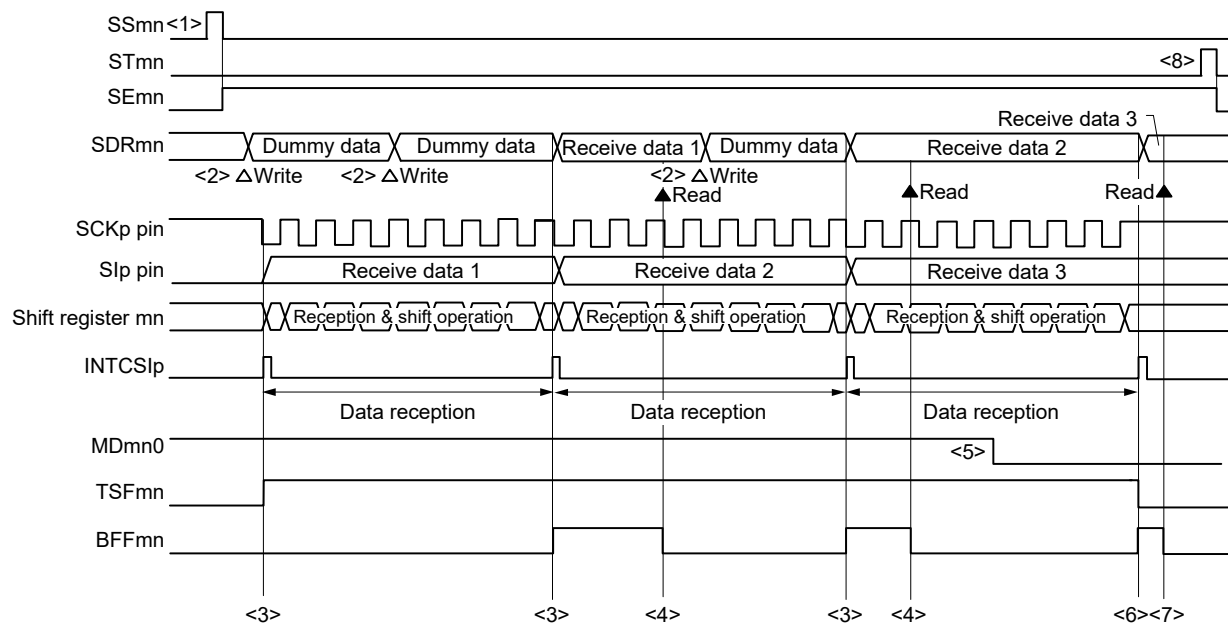 SSmn <1>
STmn <8>
SEmn
Receive data 3
SDRmn Dummy data Dummy data Receive data 1 Dummy data Receive data 2
<2> △Write <2> △Write <2> △Write
▲Read ▲Read Read▲
SCKp pin
SIp pin Receive data 1 Receive data 2 Receive data 3
Shift register mn Reception & shift operation Reception & shift operation Reception & shift operation
INTCSIp
Data reception Data reception Data reception
MDmn0 <5>
TSFmn
BFFmn
<3> <3> <4> <3> <4> <6> <7>